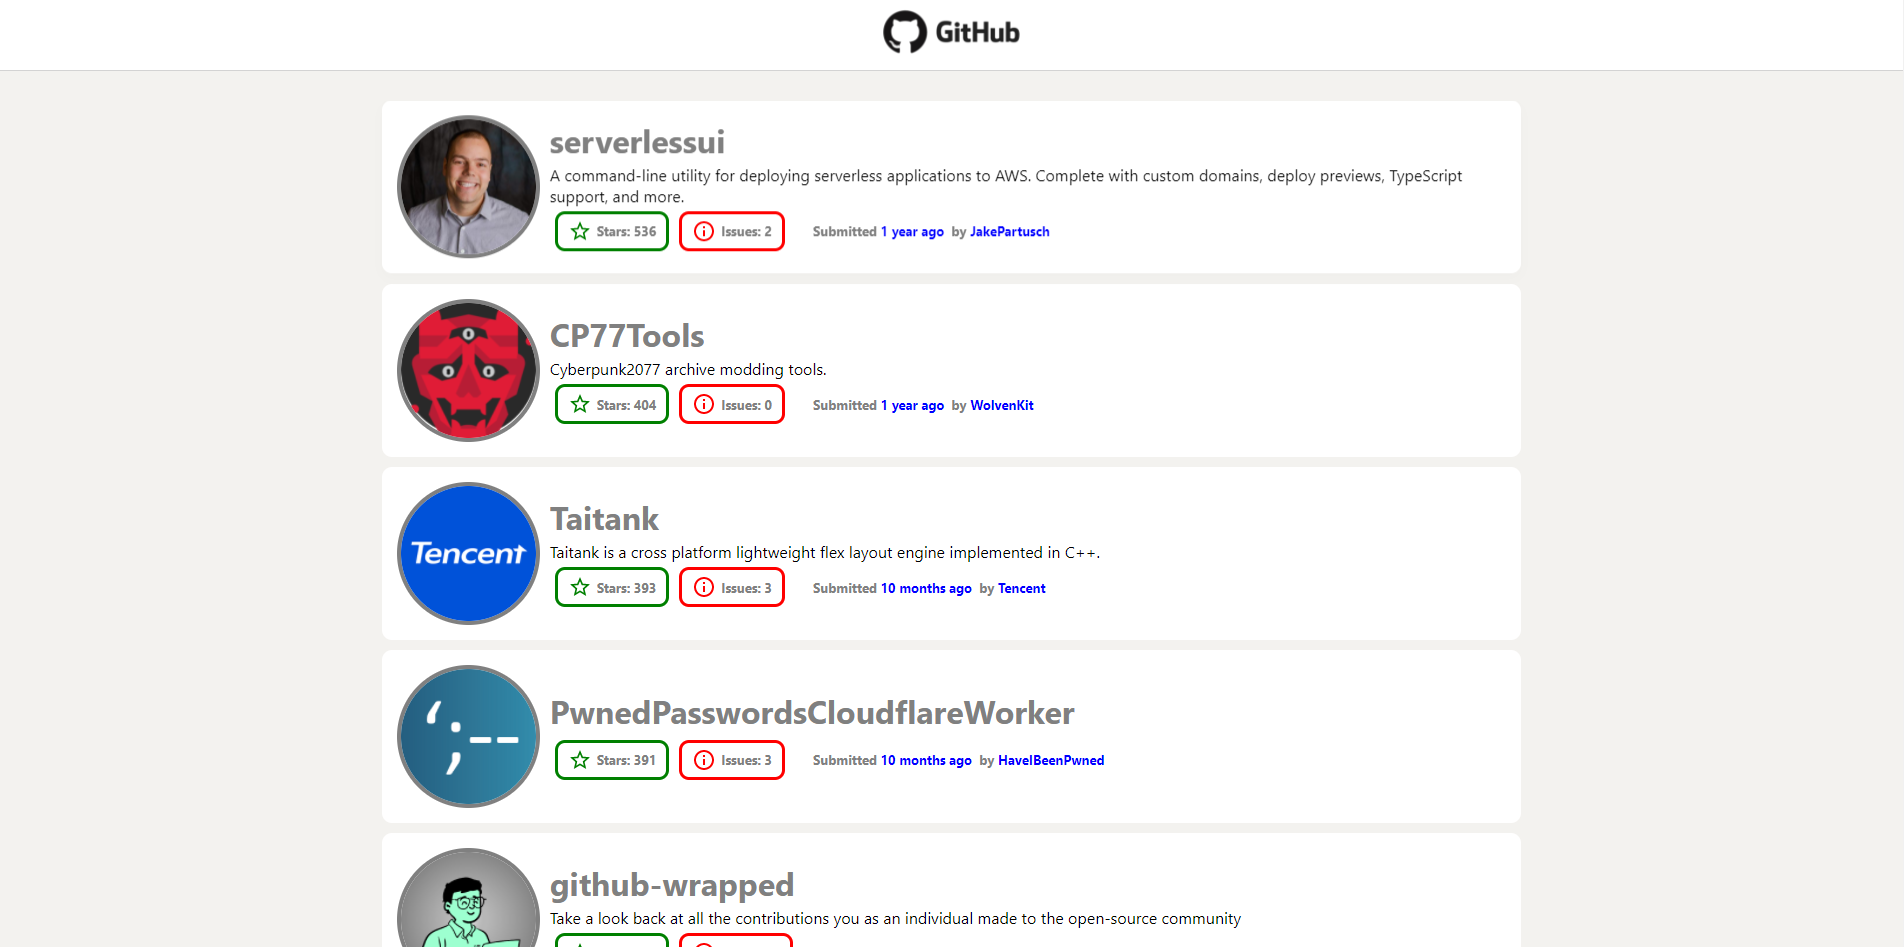 GitHub
serverlessui
A command-line utility for deploying serverless applications to AWS. Complete with custom domains, deploy previews, TypeScript
support, and more.
Stars: 536 Issues: 2 Submitted 1 year ago by JakePartusch
CP77Tools
Cyberpunk2077 archive modding tools.
Stars: 404 Issues: 0 Submitted 1 year ago by WolvenKit
Tencent
Taitank
Taitank is a cross platform lightweight flex layout engine implemented in C++.
Stars: 393 Issues: 3 Submitted 10 months ago by Tencent
';--
PwnedPasswordsCloudflareWorker
Stars: 391 Issues: 3 Submitted 10 months ago by HaveIBeenPwned
github-wrapped
Take a look back at all the contributions you as an individual made to the open-source community